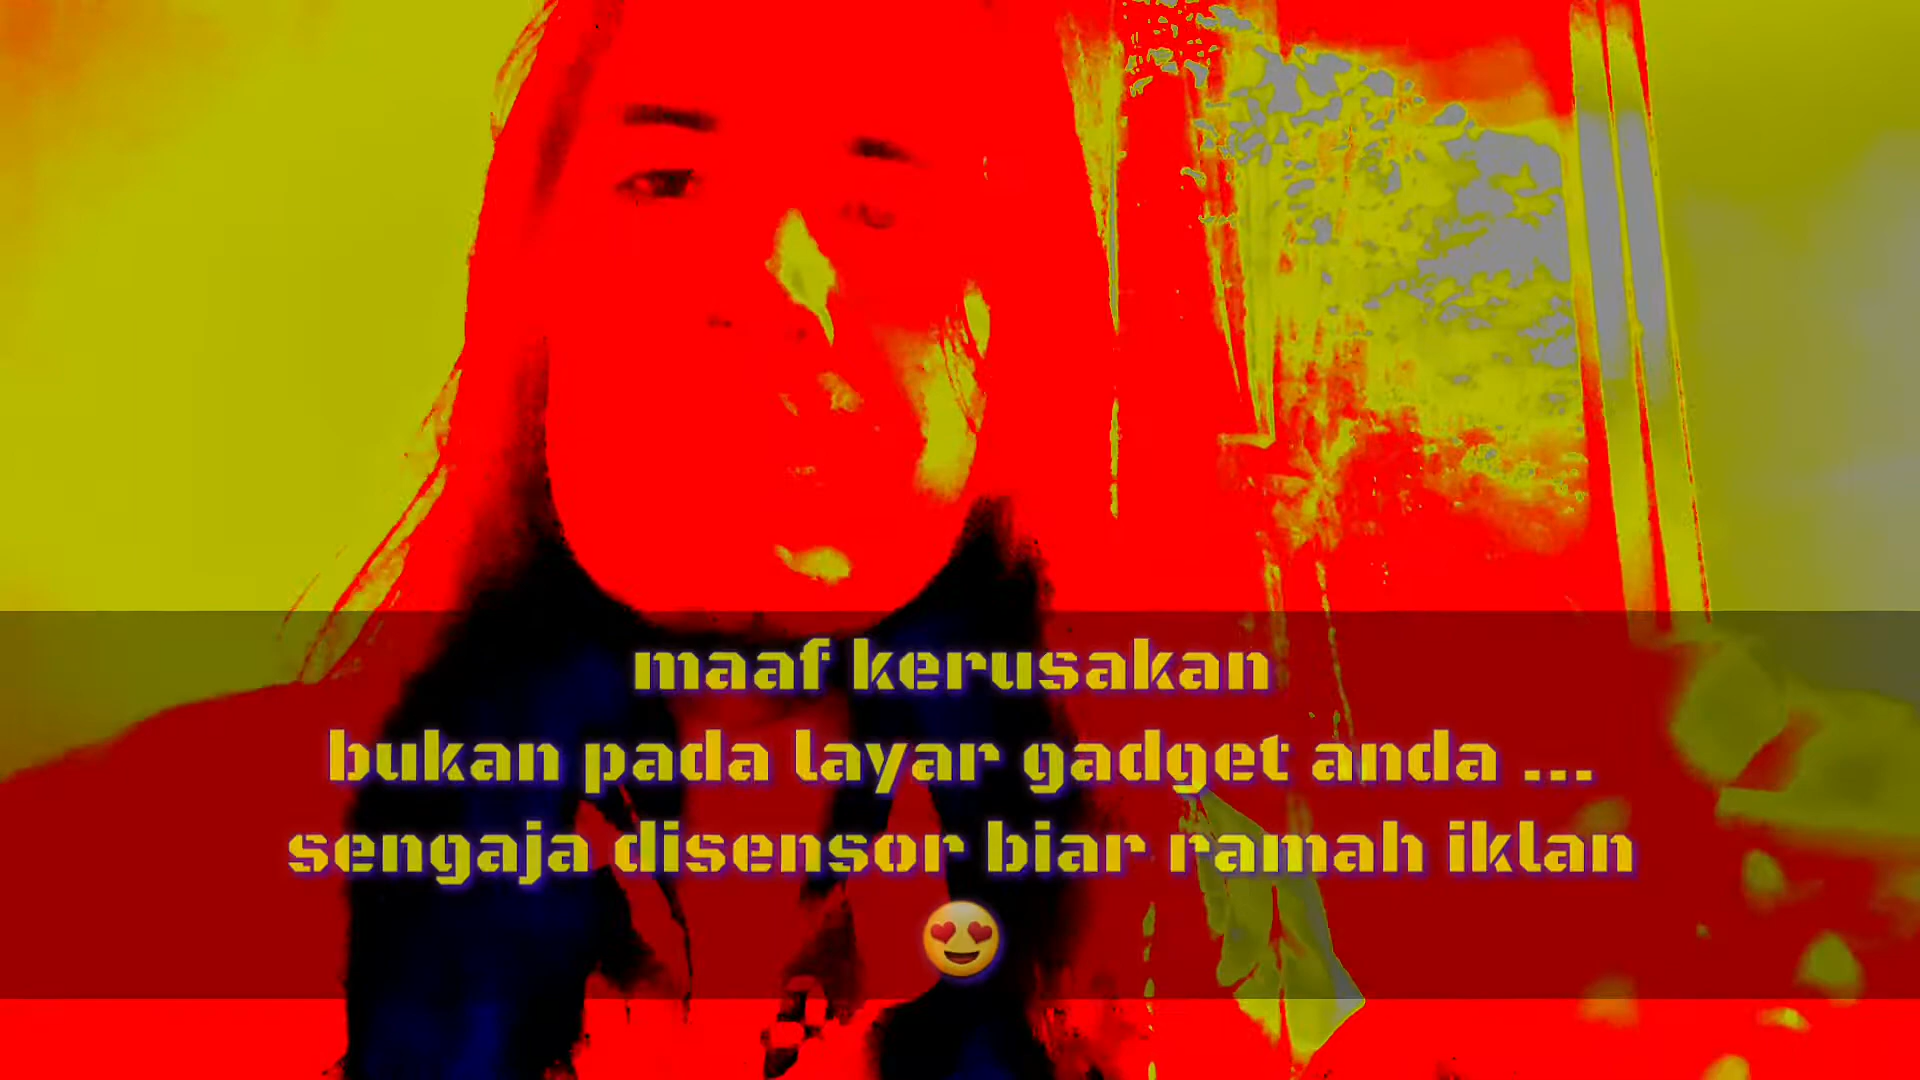 maaf kerusakan
bukan pada layar gadget anda ...
sengaja disensor biar ramah iklan
😍